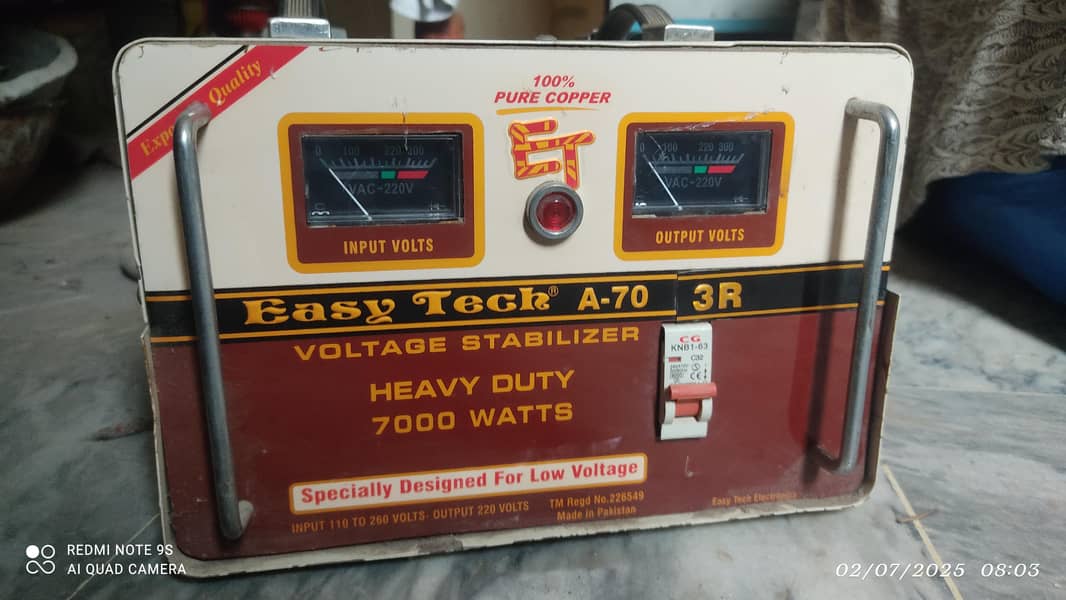 Quality
100%
PURE COPPER
ET
0 100 220 300
VAC-220V
INPUT VOLTS
0 100 220 300
VAC-220V
OUTPUT VOLTS
Easy Tech® A-70 3R
VOLTAGE STABILIZER
HEAVY DUTY
7000 WATTS
CG
KNB1-63
C32
Specially Designed For Low Voltage
INPUT 110 TO 260 VOLTS- OUTPUT 220 VOLTS
TM Regd No.226549
Made in Pakistan
Easy Tech Electronics
REDMI NOTE 9S
AI QUAD CAMERA
02/07/2025 08:03